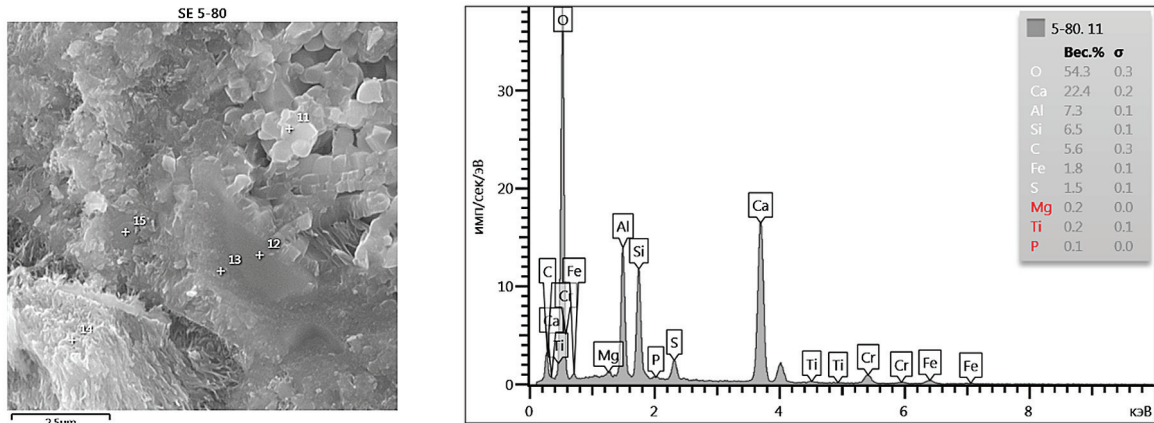 SE 5-80
11
12
13
14
15
25µm
имп/сек/эВ
30
20
10
0
0
2
4
6
8
кэВ
O
C
Ca
Ti
Cr
Fe
Mg
Al
Si
P
S
Ca
Ti
Ti
Cr
Cr
Fe
Fe
5-80. 11
Вес.% σ
O 54.3 0.3
Ca 22.4 0.2
Al 7.3 0.1
Si 6.5 0.1
C 5.6 0.3
Fe 1.8 0.1
S 1.5 0.1
Mg 0.2 0.0
Ti 0.2 0.1
P 0.1 0.0